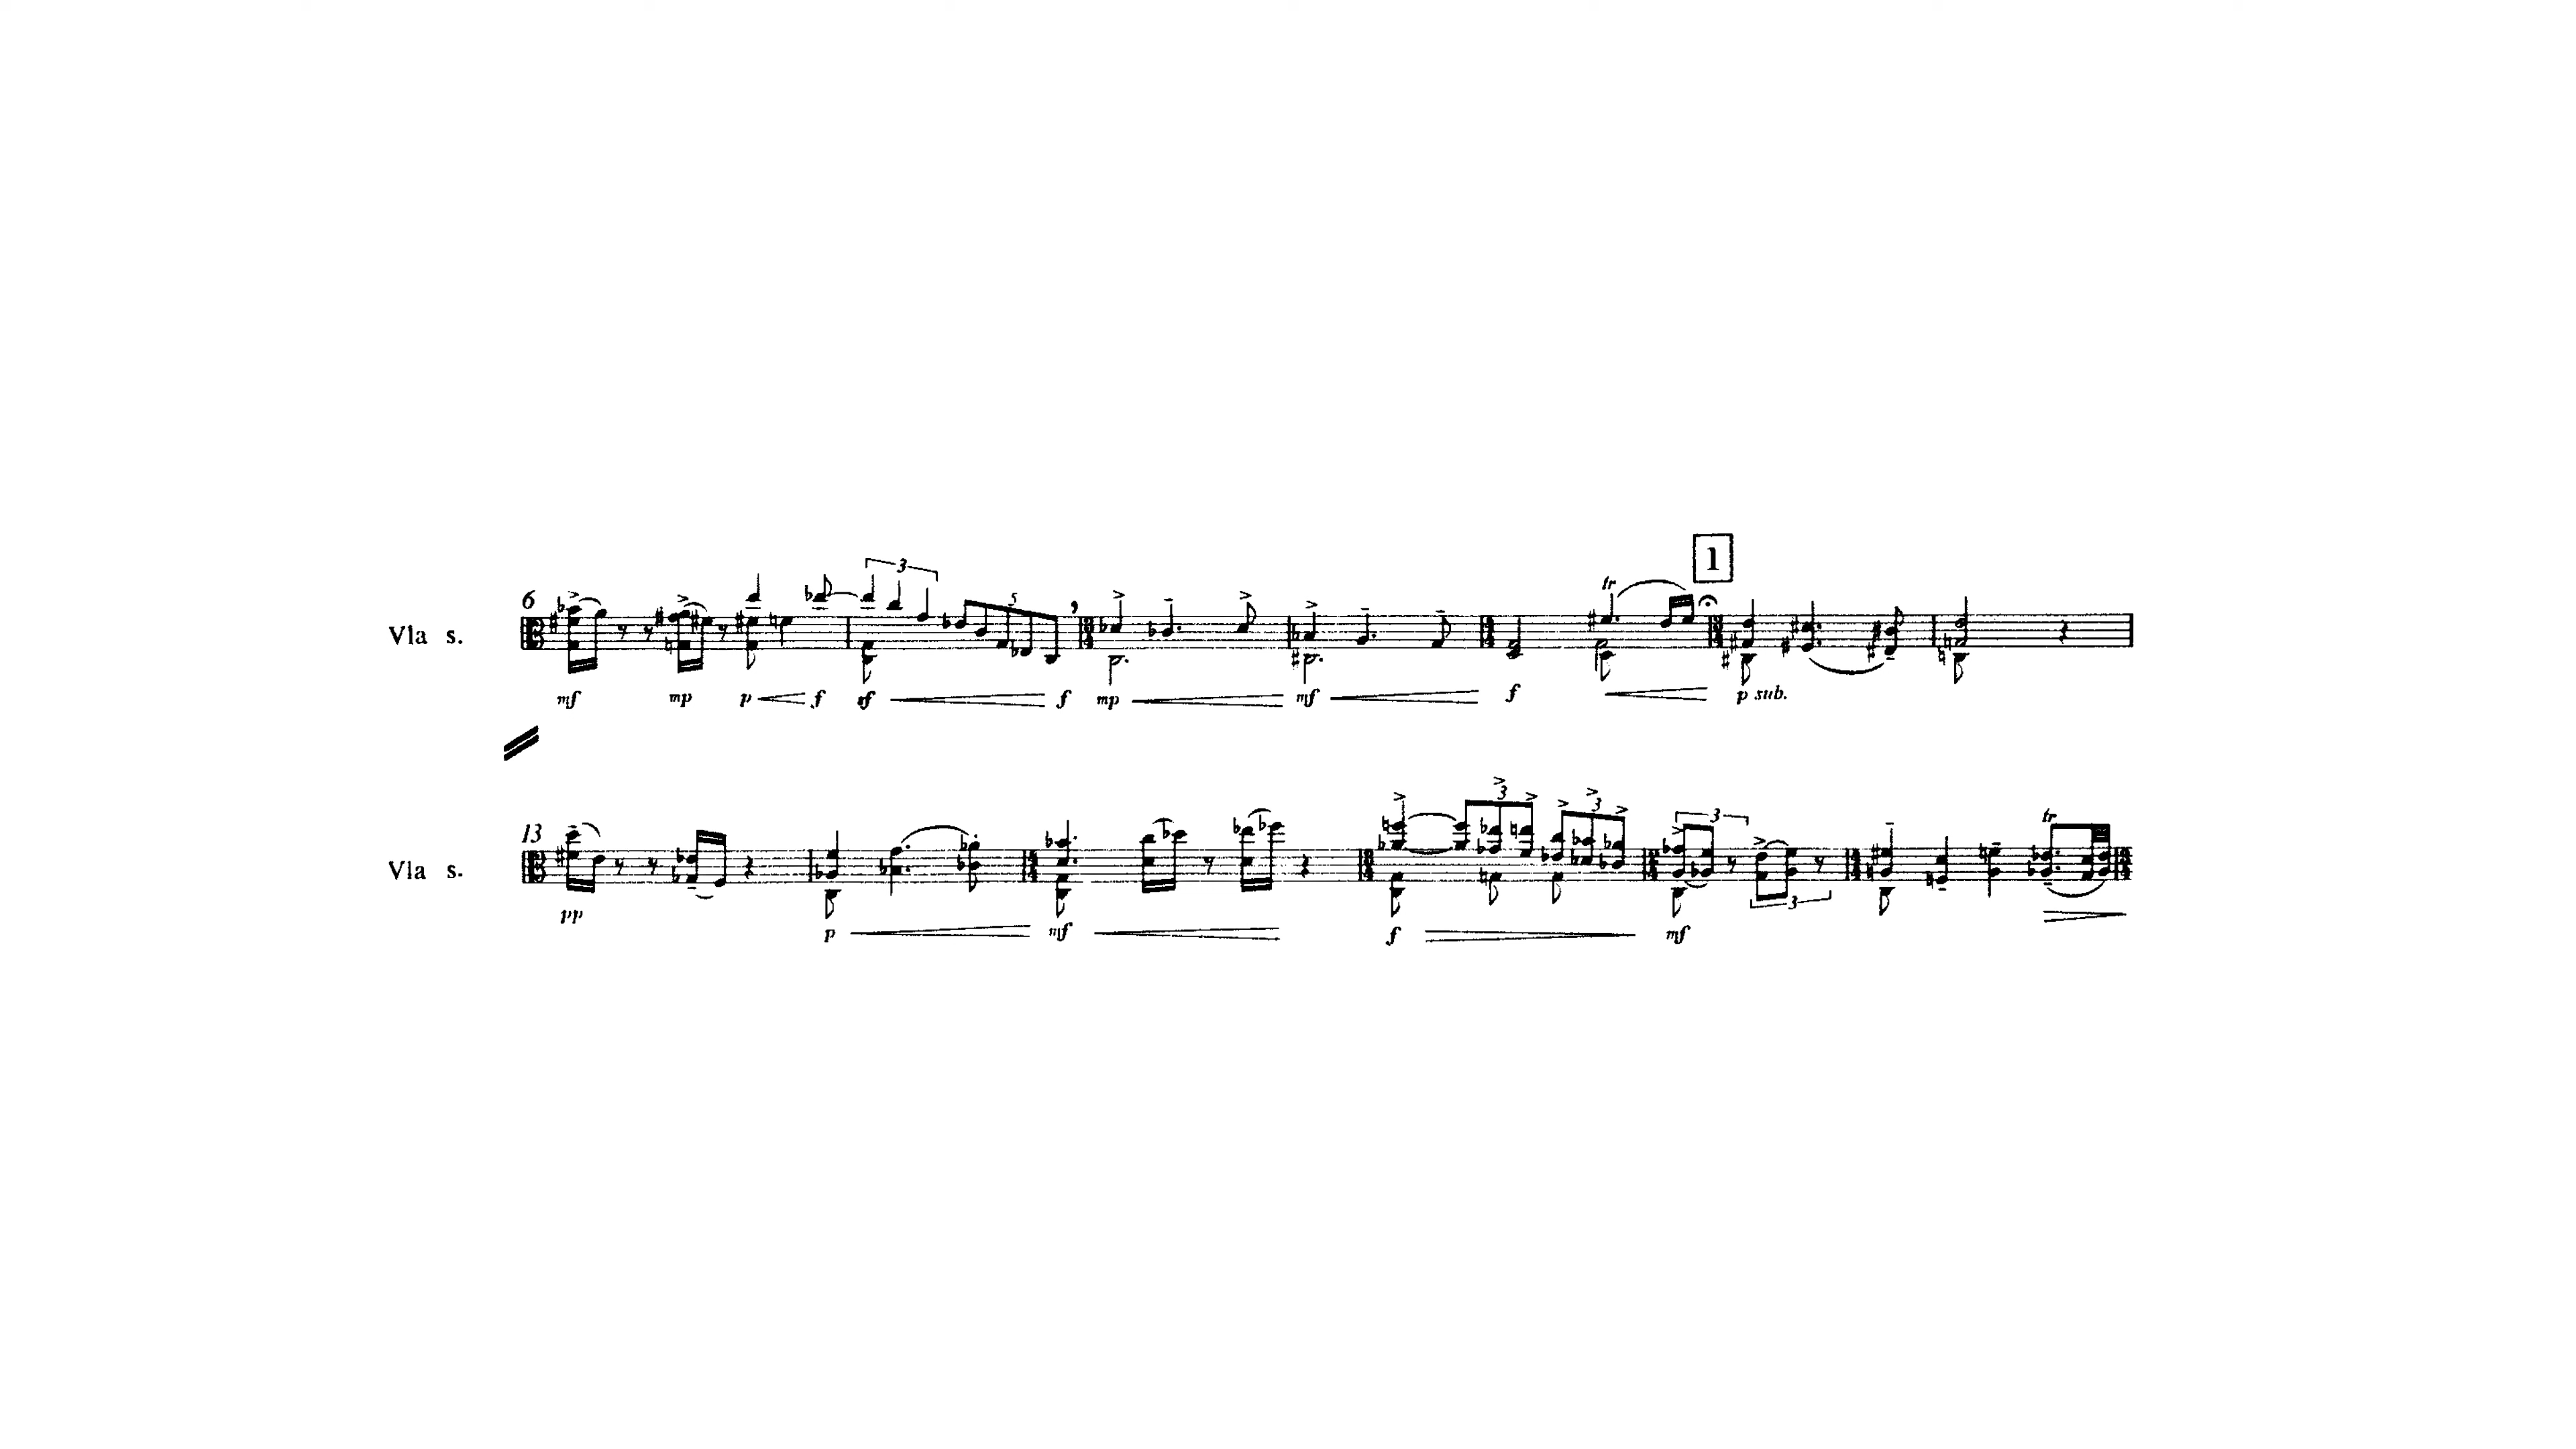 1
tr
3
6
5
Vla s.
mf mp p f sf f mp mf f p sub.
3
3 3
13 3 tr
Vla s.
3
pp p mf f mf